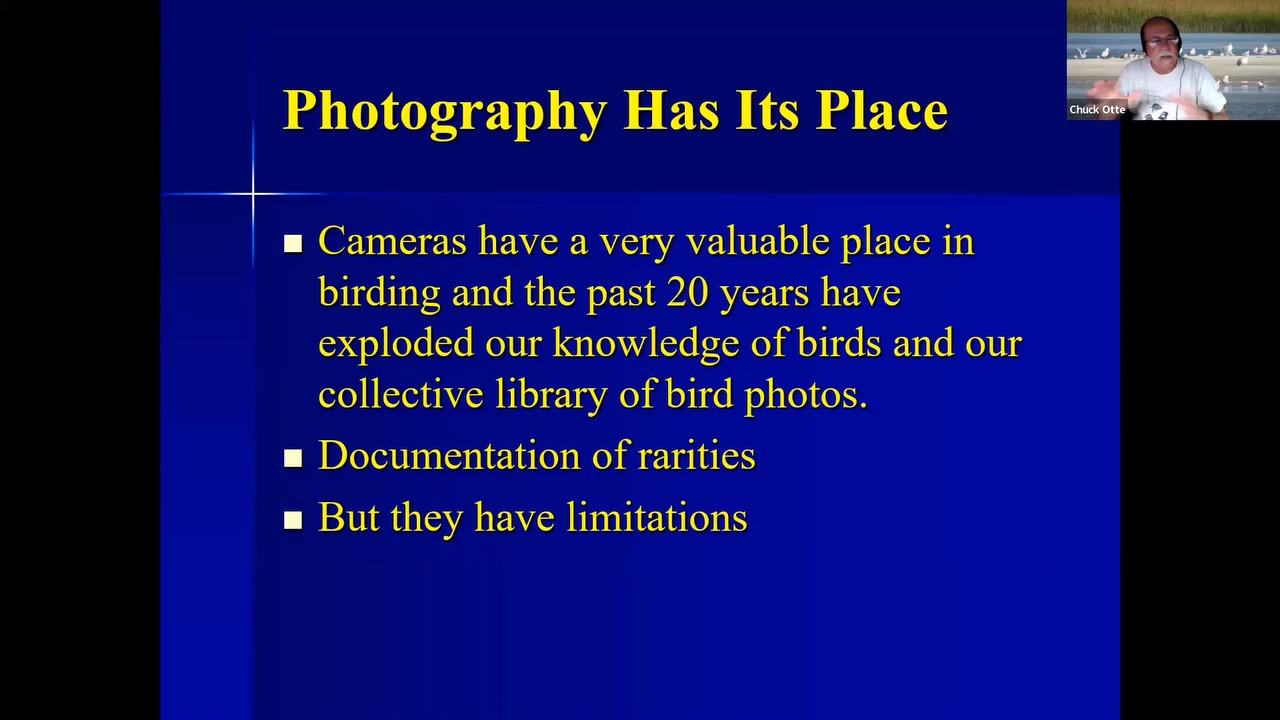 Photography Has Its Place
Chuck Otte
Cameras have a very valuable place in
birding and the past 20 years have
exploded our knowledge of birds and our
collective library of bird photos.
Documentation of rarities
But they have limitations